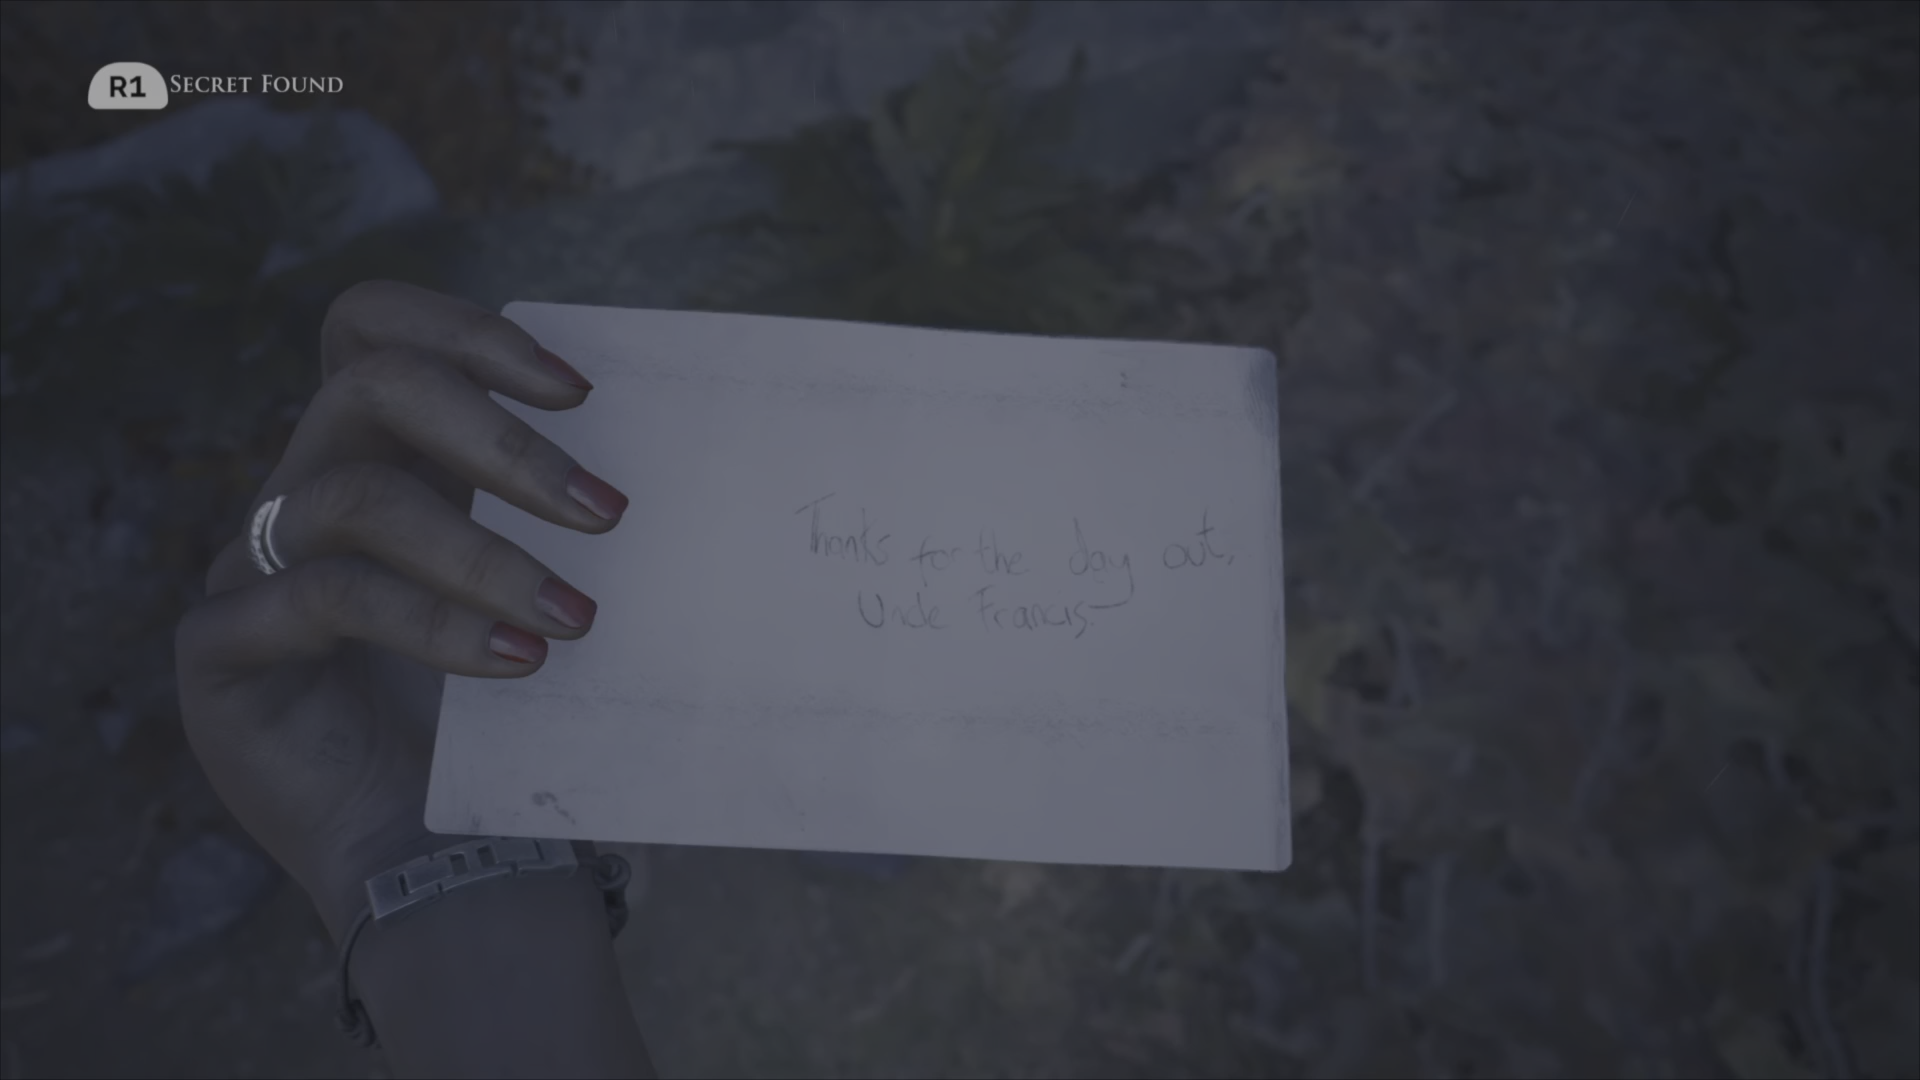 R1 Secret Found
Thanks for the day out,
Uncle Francis